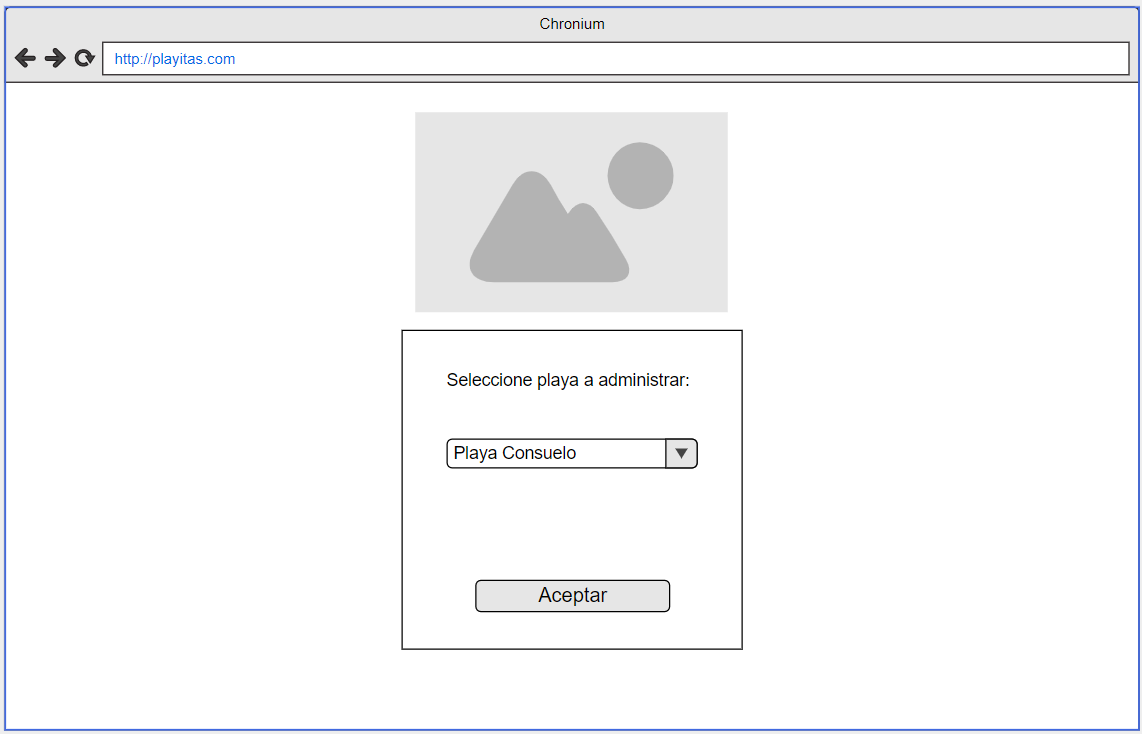 Chronium
http://playitas.com
Seleccione playa a administrar:
Playa Consuelo
Aceptar